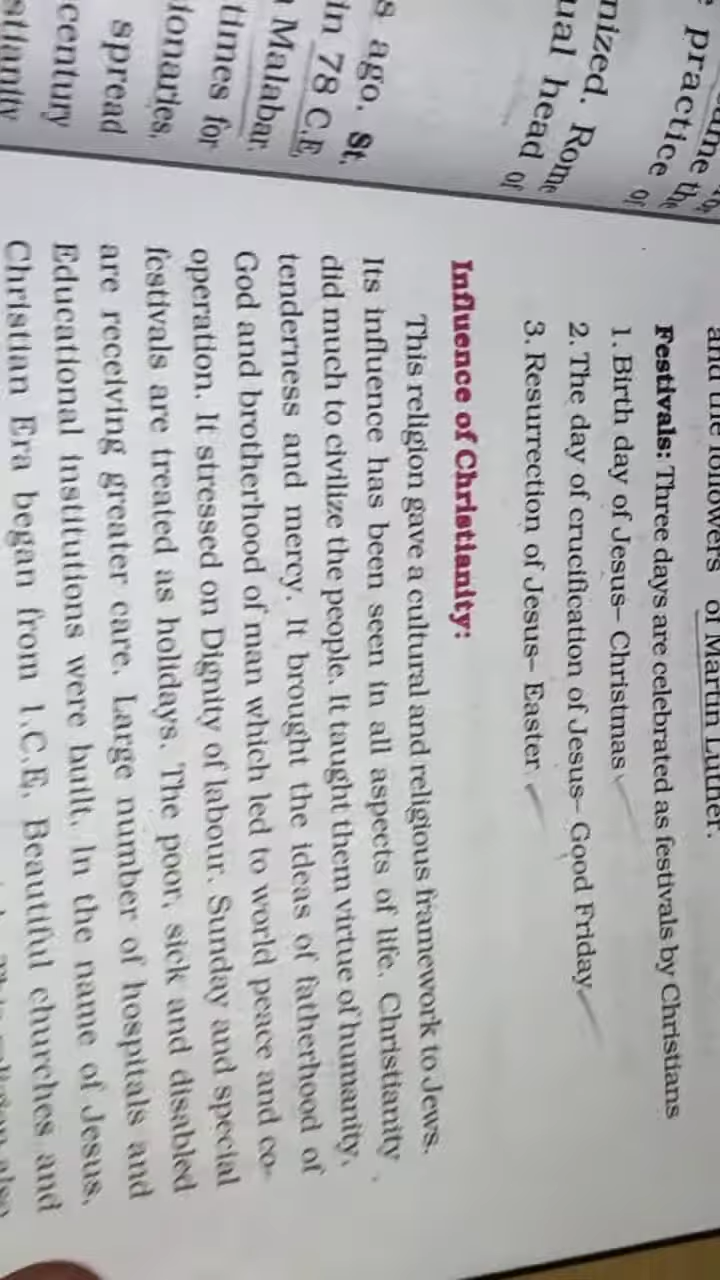 practice of
nized. Rome
ual head of
s ago. St.
in 78 C.E.
Malabar.
times for
ionaries,
spread
century
stianity
and the followers of Martin Luther.
Festivals: Three days are celebrated as festivals by Christians
1. Birth day of Jesus– Christmas
2. The day of crucification of Jesus– Good Friday
3. Resurrection of Jesus– Easter
Influence of Christianity:
This religion gave a cultural and religious framework to Jews.
Its influence has been seen in all aspects of life. Christianity
did much to civilize the people. It taught them virtue of humanity,
tenderness and mercy. It brought the ideas of fatherhood of
God and brotherhood of man which led to world peace and co-
operation. It stressed on Dignity of labour. Sunday and special
festivals are treated as holidays. The poor, sick and disabled
are receiving greater care. Large number of hospitals and
Educational institutions were built. In the name of Jesus,
Christian Era began from 1.C.E. Beautiful churches and